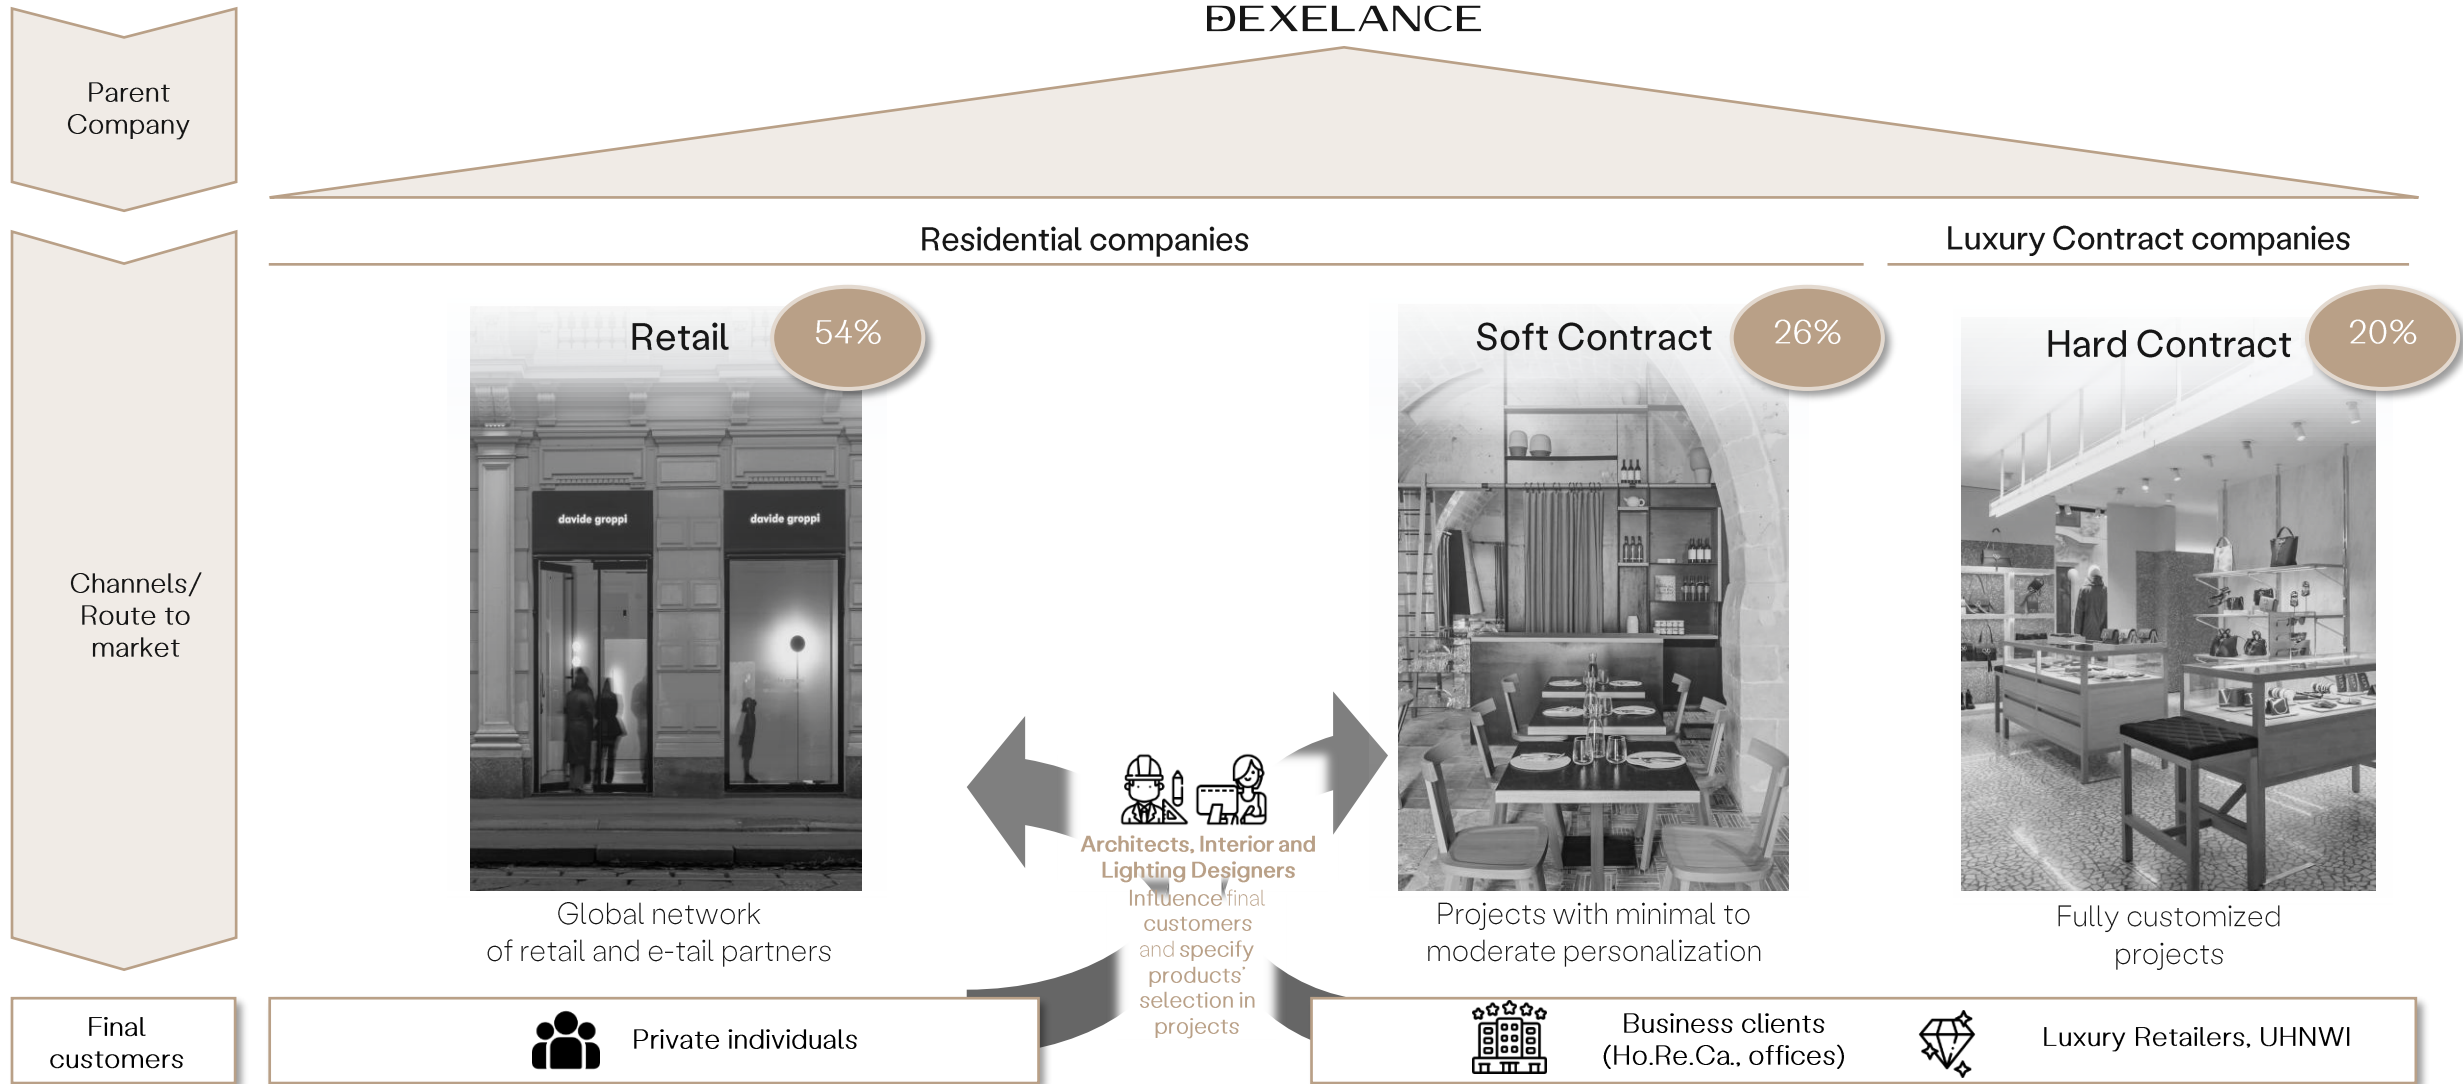 DEXELANCE
Parent
Company
Residential companies
Luxury Contract companies
Retail
54%
Soft Contract
26%
Hard Contract
20%
davide groppi
davide groppi
Channels/
Route to
market
Architects, Interior and
Lighting Designers
Influence final
customers
and specify
products'
selection in
projects
Global network
of retail and e-tail partners
Projects with minimal to
moderate personalization
Fully customized
projects
Final
customers
Private individuals
Business clients
(Ho.Re.Ca., offices)
Luxury Retailers, UHNWI